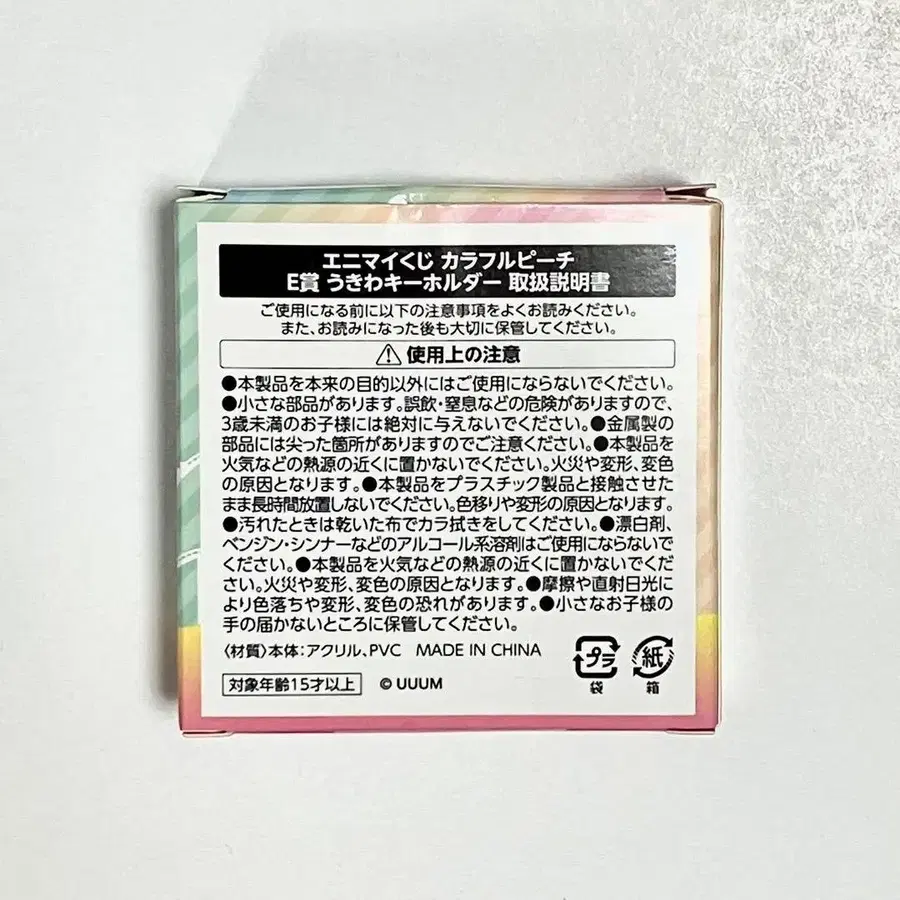 エニマイくじ カラフルピーチ
E賞 うきわキーホルダー 取扱説明書
ご使用になる前に以下の注意事項をよくお読みください。
また、お読みになった後も大切に保管してください。
使用上の注意
●本製品を本来の目的以外にはご使用にならないでください。
●小さな部品があります。誤飲・窒息などの危険がありますので、
3歳未満のお子様には絶対に与えないでください。●金属製の
部品には尖った箇所がありますのでご注意ください。●本製品を
火気などの熱源の近くに置かないでください。火災や変形、変色
の原因となります。●本製品をプラスチック製品と接触させた
まま長時間放置しないでください。色移りや変形の原因となります。
●汚れたときは乾いた布でカラ拭きをしてください。●漂白剤、
ベンジン・シンナーなどのアルコール系溶剤はご使用にならないで
ください。●本製品を火気などの熱源の近くに置かないでくださ
い。火災や変形、変色の原因となります。●摩擦や直射日光に
より色落ちや変形、変色の恐れがあります。●小さなお子様の
手の届かないところに保管してください。
〈材質〉本体：アクリル、PVC MADE IN CHINA
対象年齢15才以上 © UUUM
プラ 紙
袋 箱